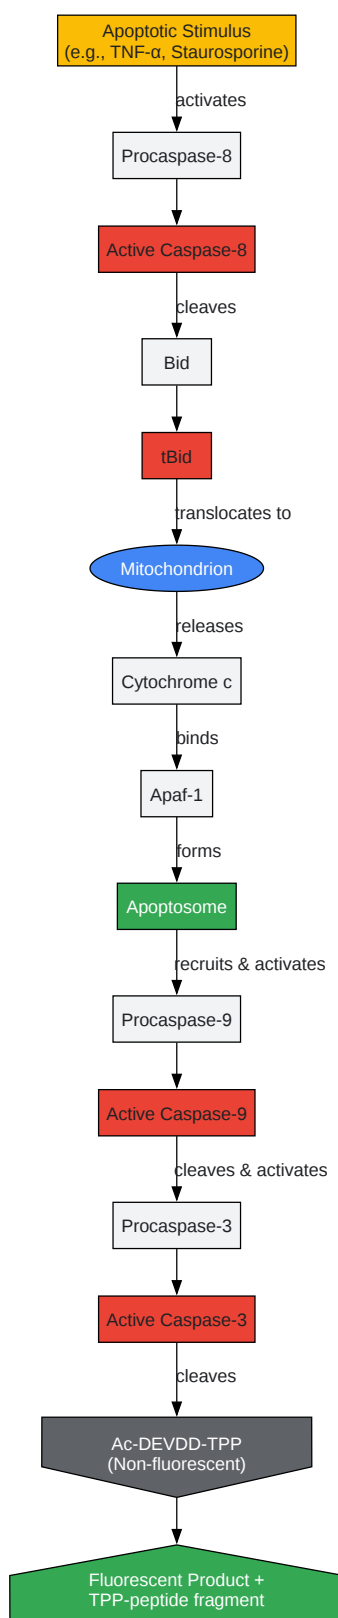 Apoptotic Stimulus
(e.g., TNF-α, Staurosporine)
activates
Procaspase-8
Active Caspase-8
cleaves
Bid
tBid
translocates to
Mitochondrion
releases
Cytochrome c
binds
Apaf-1
forms
Apoptosome
recruits & activates
Procaspase-9
Active Caspase-9
cleaves & activates
Procaspase-3
Active Caspase-3
cleaves
Ac-DEVDD-TPP
(Non-fluorescent)
Fluorescent Product +
TPP-peptide fragment